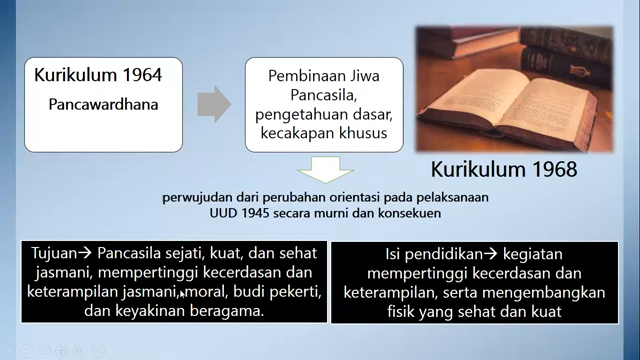 Kurikulum 1964
Pancawardhana
Pembinaan Jiwa
Pancasila,
pengetahuan dasar,
kecakapan khusus
Kurikulum 1968
perwujudan dari perubahan orientasi pada pelaksanaan
UUD 1945 secara murni dan konsekuen
Tujuan→ Pancasila sejati, kuat, dan sehat
jasmani, mempertinggi kecerdasan dan
keterampilan jasmani, moral, budi pekerti,
dan keyakinan beragama.
Isi pendidikan→ kegiatan
mempertinggi kecerdasan dan
keterampilan, serta mengembangkan
fisik yang sehat dan kuat